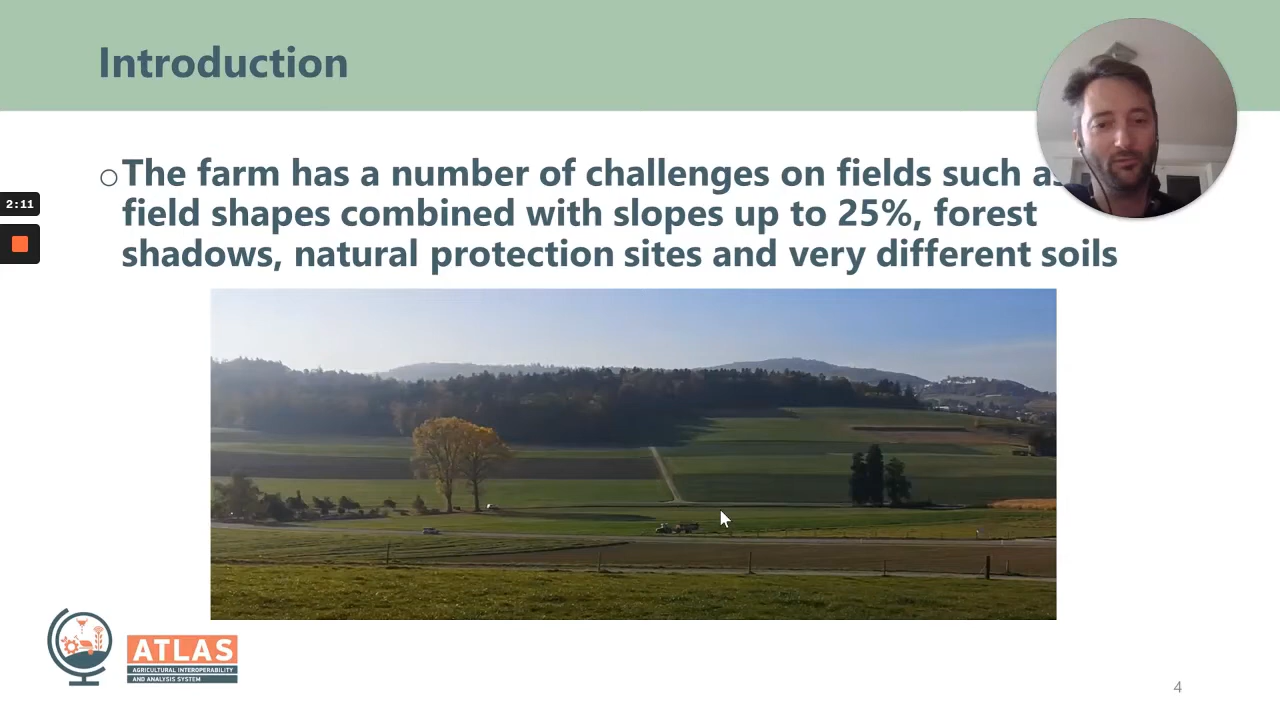 Introduction
The farm has a number of challenges on fields such as
field shapes combined with slopes up to 25%, forest
shadows, natural protection sites and very different soils
2:11
ATLAS
AGRICULTURAL INTEROPERABILITY
AND ANALYSIS SYSTEM
4